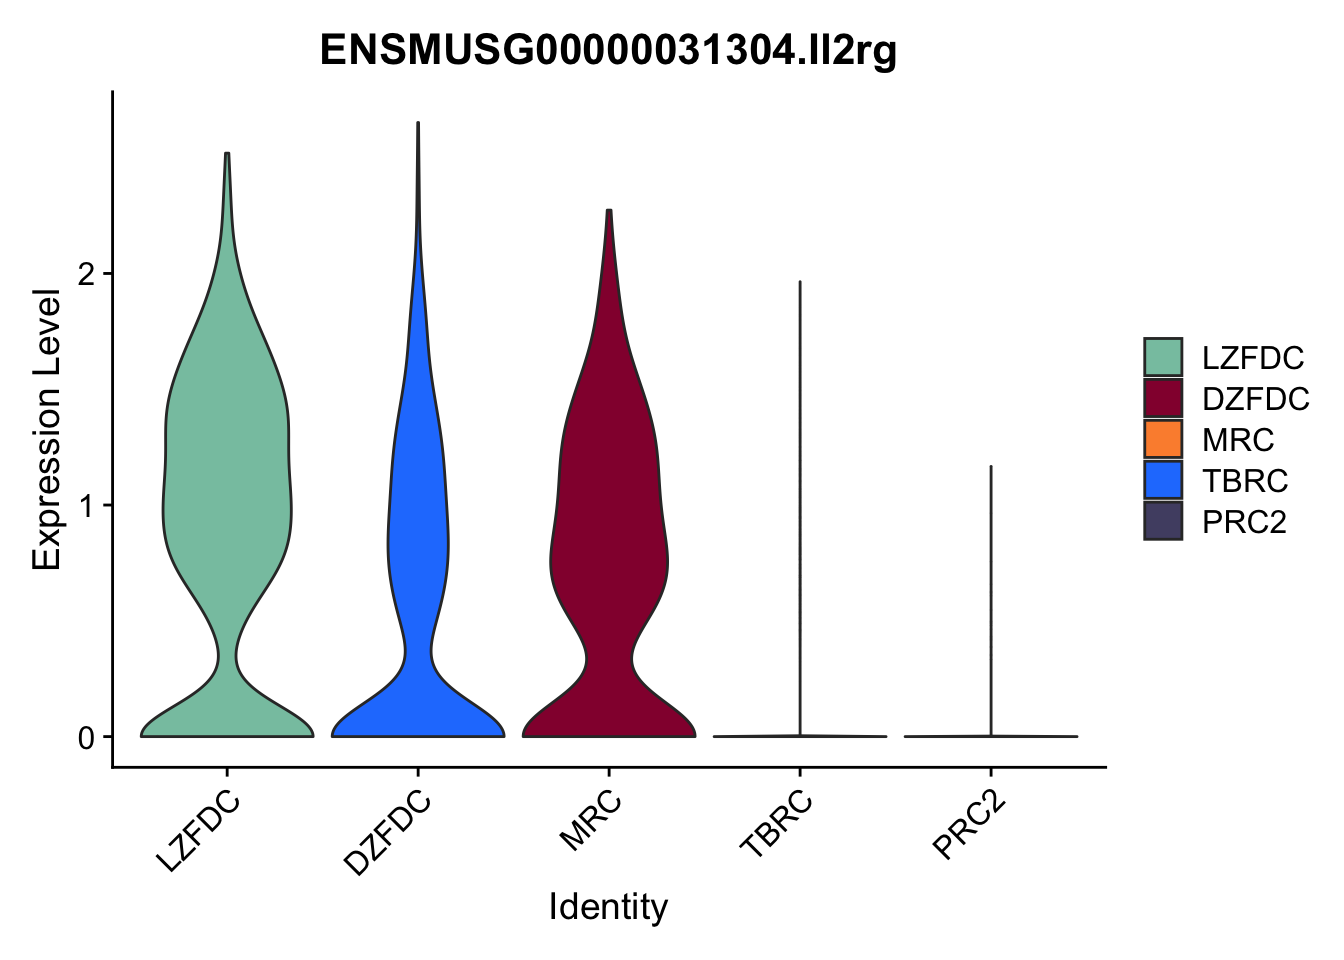 ENSMUSG00000031304.Il2rg
Expression Level
2
1
0
LZFDC
DZFDC
MRC
TBRC
PRC2
Identity
LZFDC
DZFDC
MRC
TBRC
PRC2